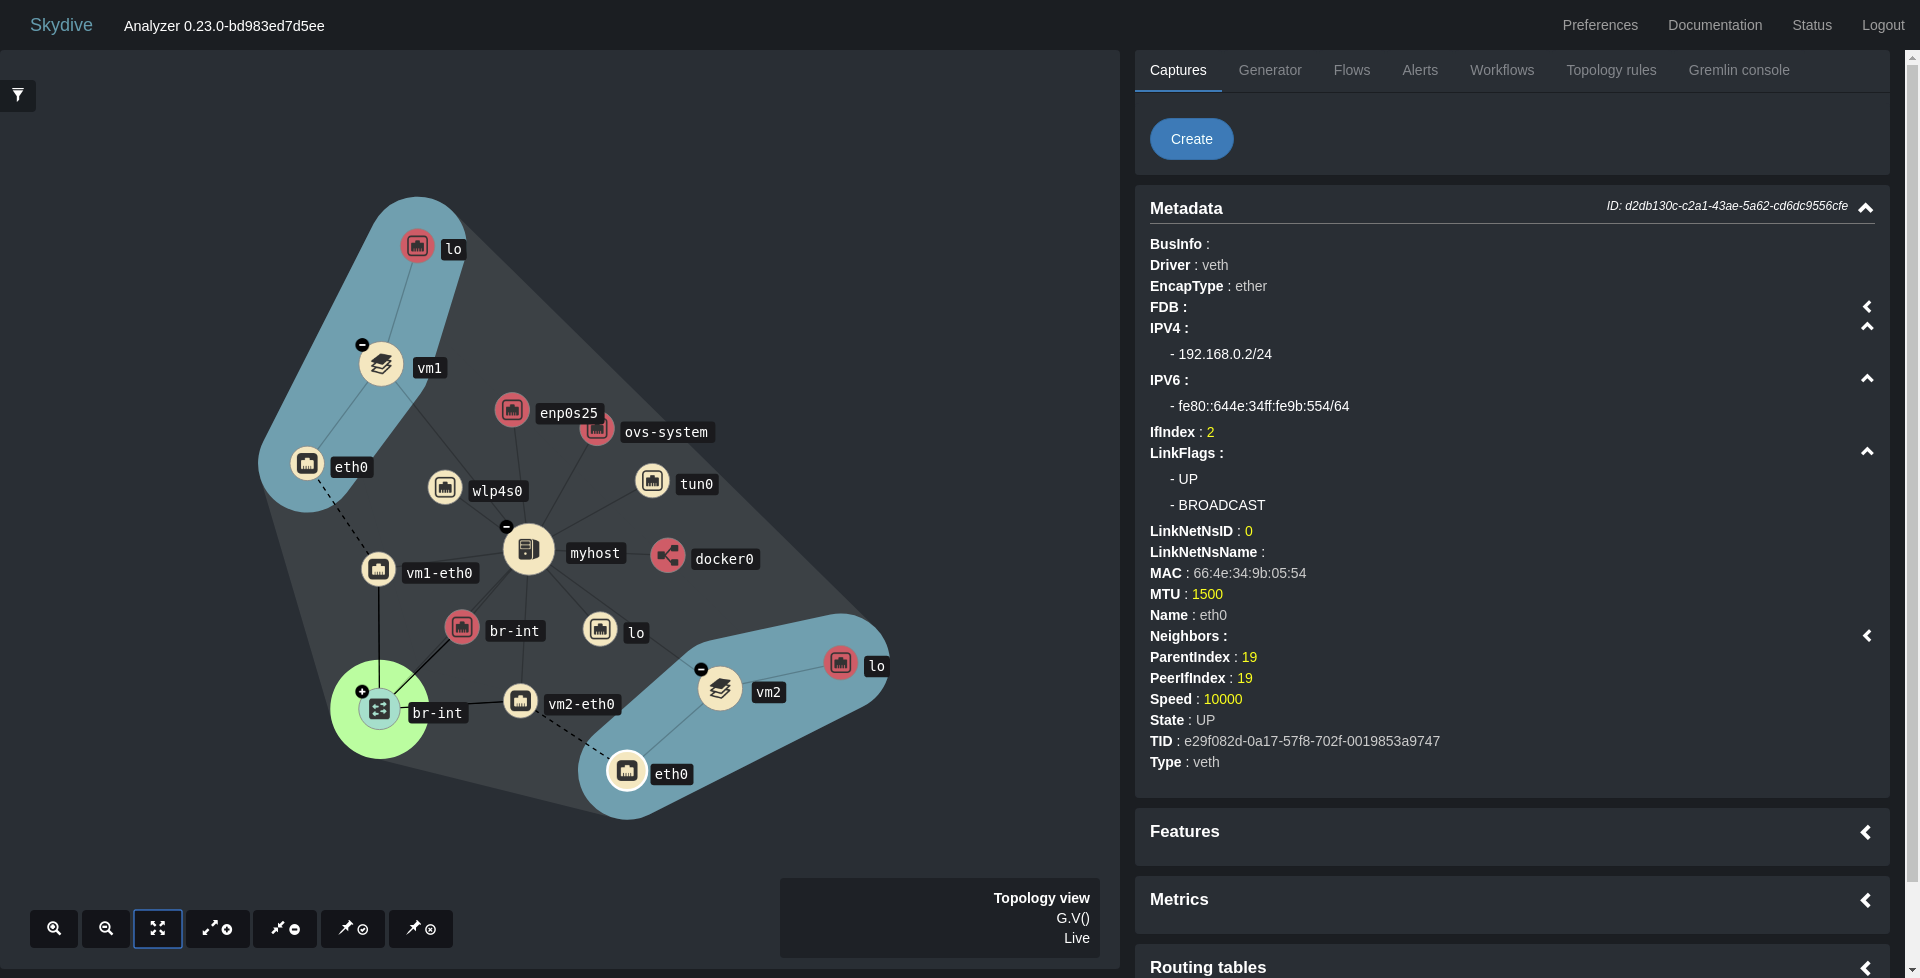 Skydive
Analyzer 0.23.0-bd983ed7d5ee
Preferences
Documentation
Status
Logout
lo
vm1
enp0s25
ovs-system
eth0
wlp4s0
tun0
myhost
vm1-eth0
docker0
br-int
lo
lo
vm2
vm2-eth0
br-int
eth0
Topology view
G.V()
Live
Captures
Generator
Flows
Alerts
Workflows
Topology rules
Gremlin console
Create
Metadata
ID: d2db130c-c2a1-43ae-5a62-cd6dc9556cfe
BusInfo :
Driver : veth
EncapType : ether
FDB :
IPV4 :
- 192.168.0.2/24
IPV6 :
- fe80::644e:34ff:fe9b:554/64
IfIndex : 2
LinkFlags :
- UP
- BROADCAST
LinkNetNsID : 0
LinkNetNsName :
MAC : 66:4e:34:9b:05:54
MTU : 1500
Name : eth0
Neighbors :
ParentIndex : 19
PeerIfIndex : 19
Speed : 10000
State : UP
TID : e29f082d-0a17-57f8-702f-0019853a9747
Type : veth
Features
Metrics
Routing tables